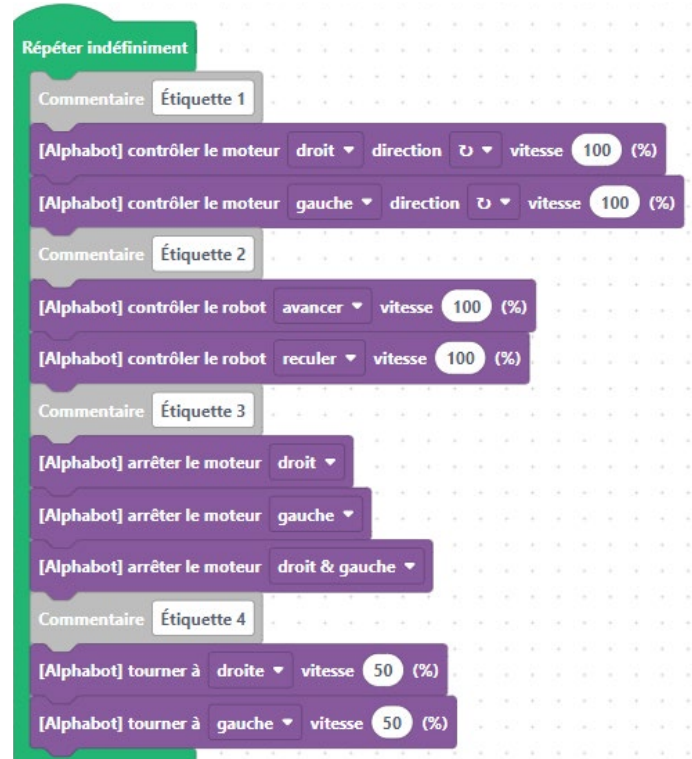 Répéter indéfiniment
Commentaire Étiquette 1
[Alphabot] contrôler le moteur droit direction ↻ vitesse 100 (%)
[Alphabot] contrôler le moteur gauche direction ↻ vitesse 100 (%)
Commentaire Étiquette 2
[Alphabot] contrôler le robot avancer vitesse 100 (%)
[Alphabot] contrôler le robot reculer vitesse 100 (%)
Commentaire Étiquette 3
[Alphabot] arrêter le moteur droit
[Alphabot] arrêter le moteur gauche
[Alphabot] arrêter le moteur droit & gauche
Commentaire Étiquette 4
[Alphabot] tourner à droite vitesse 50 (%)
[Alphabot] tourner à gauche vitesse 50 (%)